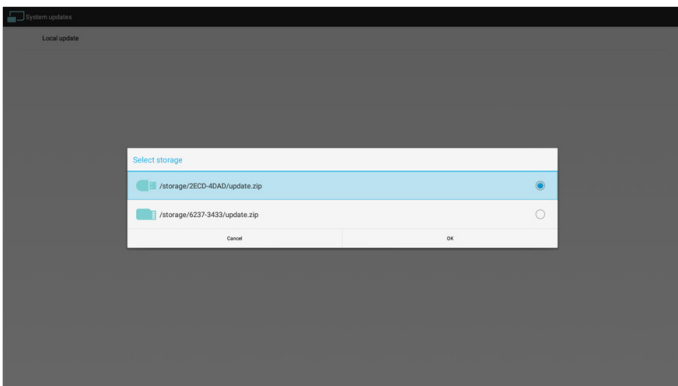 System updates
Local update
Select storage
/storage/2ECD-4DAD/update.zip
/storage/6237-3433/update.zip
Cancel
OK